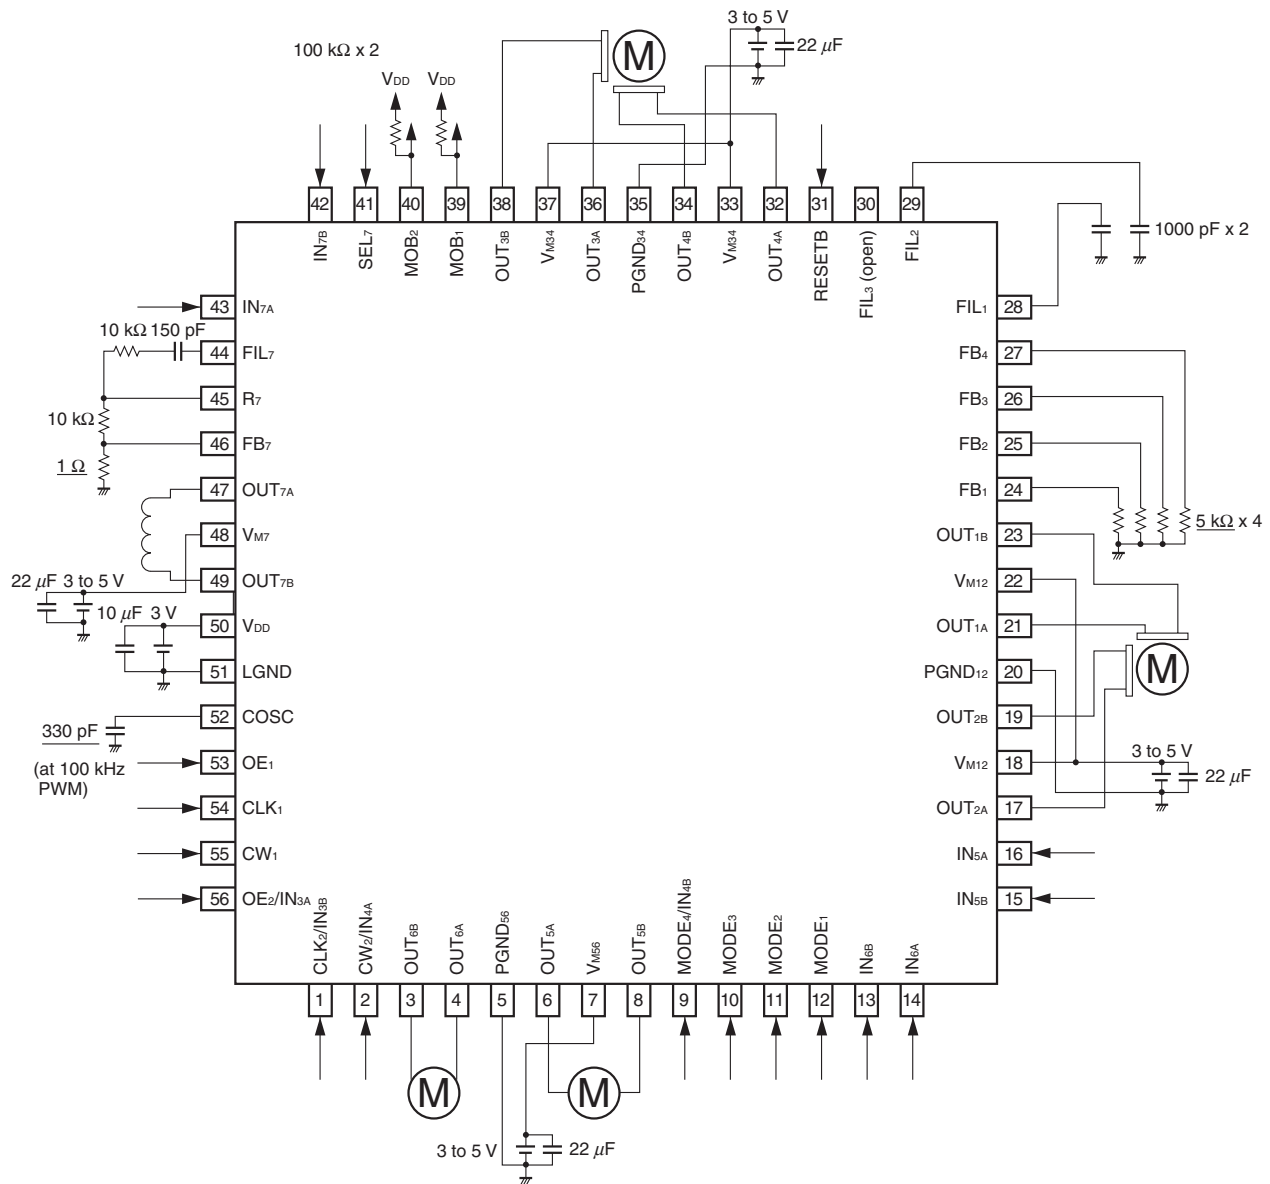 3 to 5 V
100 kΩ x 2
M
22 μF
VDD VDD
42 41 40 39 38 37 36 35 34 33 32 31 30 29
IN7B
SEL7
MOB2
MOB1
OUT3B
VM34
OUT3A
PGND34
OUT4B
VM34
OUT4A
RESETB
FIL3 (open)
FIL2
1000 pF x 2
43 IN7A
10 kΩ 150 pF
44 FIL7
45 R7
10 kΩ
46 FB7
1 Ω
47 OUT7A
48 VM7
49 OUT7B
22 μF 3 to 5 V
10 μF 3 V
50 VDD
51 LGND
52 COSC
330 pF
(at 100 kHz
PWM)
53 OE1
54 CLK1
55 CW1
56 OE2/IN3A
FIL1 28
FB4 27
FB3 26
FB2 25
FB1 24
5 kΩ x 4
OUT1B 23
VM12 22
OUT1A 21
M
PGND12 20
OUT2B 19
VM12 18
3 to 5 V
22 μF
OUT2A 17
IN5A 16
IN5B 15
CLK2/IN3B
CW2/IN4A
OUT6B
OUT6A
PGND56
OUT5A
VM56
OUT5B
MODE4/IN4B
MODE3
MODE2
MODE1
IN6B
IN6A
1 2 3 4 5 6 7 8 9 10 11 12 13 14
M M
3 to 5 V 22 μF